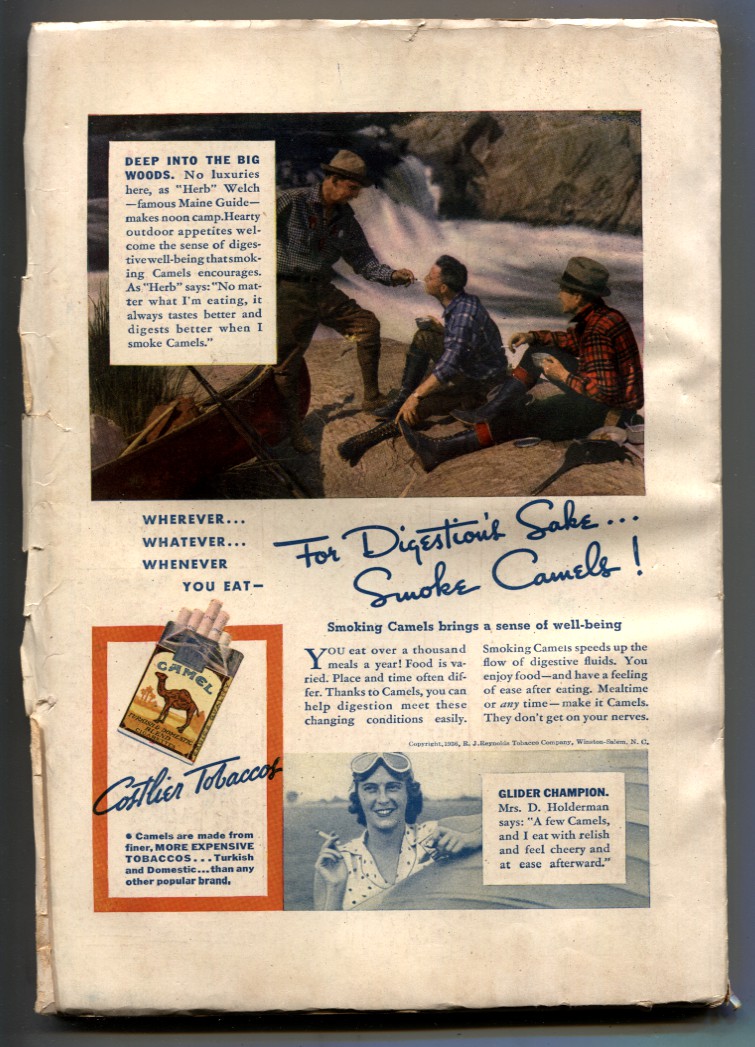 DEEP INTO THE BIG
WOODS. No luxuries
here, as "Herb" Welch
—famous Maine Guide—
makes noon camp.Hearty
outdoor appetites wel-
come the sense of diges-
tive well-being that smok-
ing Camels encourages.
As "Herb" says: "No mat-
ter what I'm eating, it
always tastes better and
digests better when I
smoke Camels."
WHEREVER...
WHATEVER...
WHENEVER
YOU EAT—
For Digestion's Sake...
Smoke Camels!
Smoking Camels brings a sense of well-being
YOU eat over a thousand
meals a year! Food is va-
ried. Place and time often dif-
fer. Thanks to Camels, you can
help digestion meet these
changing conditions easily.
Smoking Camels speeds up the
flow of digestive fluids. You
enjoy food—and have a feeling
of ease after eating. Mealtime
or any time—make it Camels.
They don't get on your nerves.
Copyright, 1936, R. J. Reynolds Tobacco Company, Winston-Salem, N. C.
CAMEL
TURKISH & DOMESTIC
BLEND
CIGARETTES
Costlier Tobaccos
• Camels are made from
finer, MORE EXPENSIVE
TOBACCOS...Turkish
and Domestic...than any
other popular brand.
GLIDER CHAMPION.
Mrs. D. Holderman
says: "A few Camels,
and I eat with relish
and feel cheery and
at ease afterward."